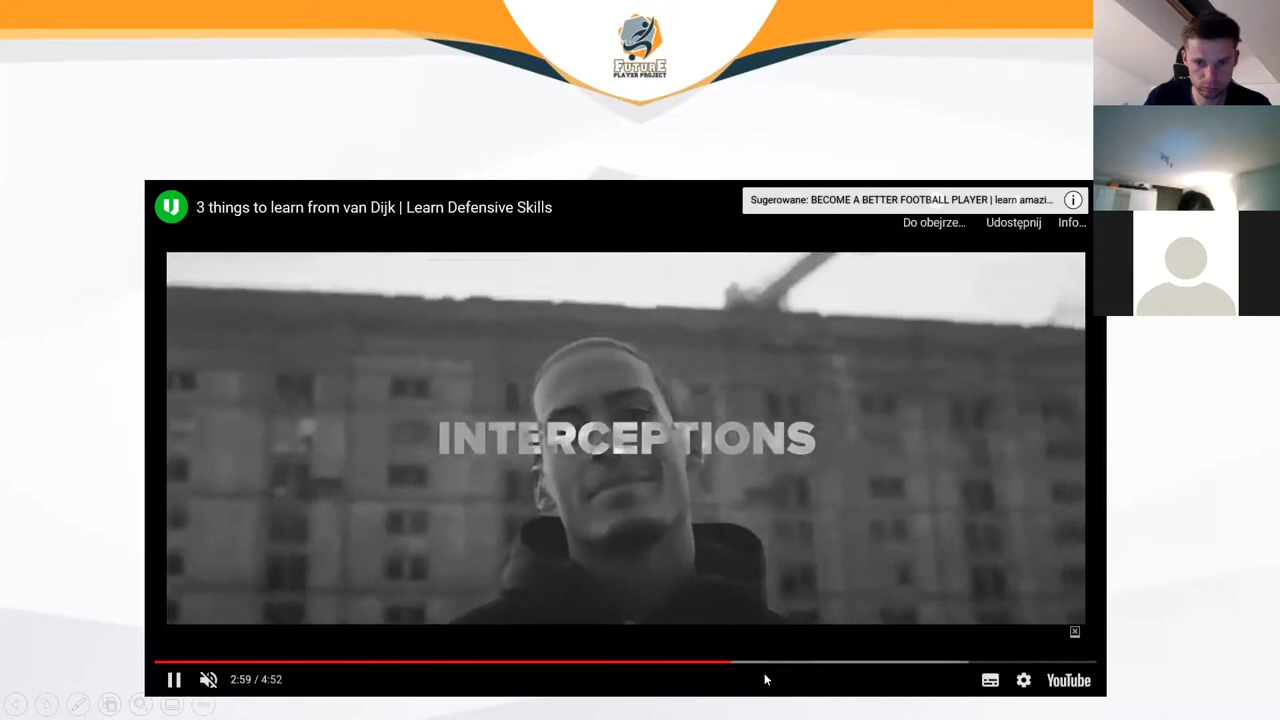 FUTURE
PLAYER PROJECT
3 things to learn from van Dijk | Learn Defensive Skills
Sugerowane: BECOME A BETTER FOOTBALL PLAYER | learn amazi...
Do obejrze...
Udostępnij
Info...
INTERCEPTIONS
2:59 / 4:52
YouTube